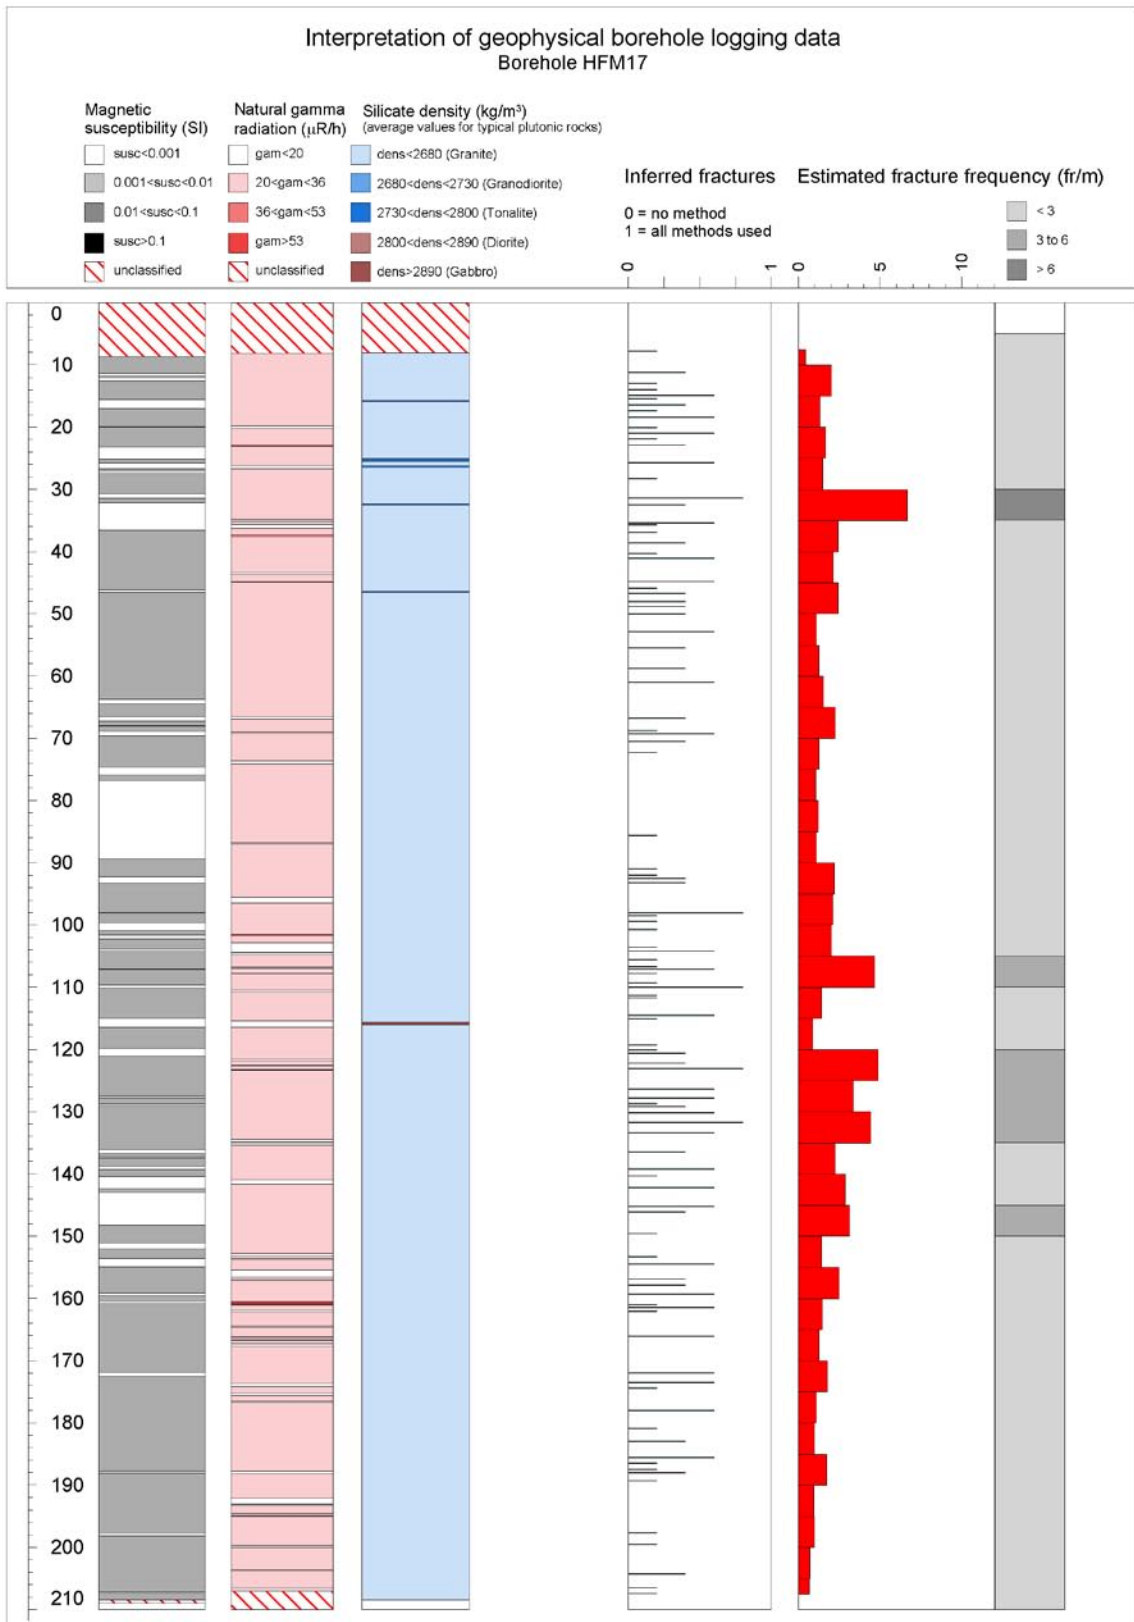 Interpretation of geophysical borehole logging data
Borehole HFM17
Magnetic
susceptibility (SI)
susc<0.001
0.001<susc<0.01
0.01<susc<0.1
susc>0.1
unclassified
Natural gamma
radiation (µR/h)
gam<20
20<gam<36
36<gam<53
gam>53
unclassified
Silicate density (kg/m³)
(average values for typical plutonic rocks)
dens<2680 (Granite)
2680<dens<2730 (Granodiorite)
2730<dens<2800 (Tonalite)
2800<dens<2890 (Diorite)
dens>2890 (Gabbro)
Inferred fractures
0 = no method
1 = all methods used
0
1
Estimated fracture frequency (fr/m)
< 3
3 to 6
> 6
0
5
10
0
10
20
30
40
50
60
70
80
90
100
110
120
130
140
150
160
170
180
190
200
210